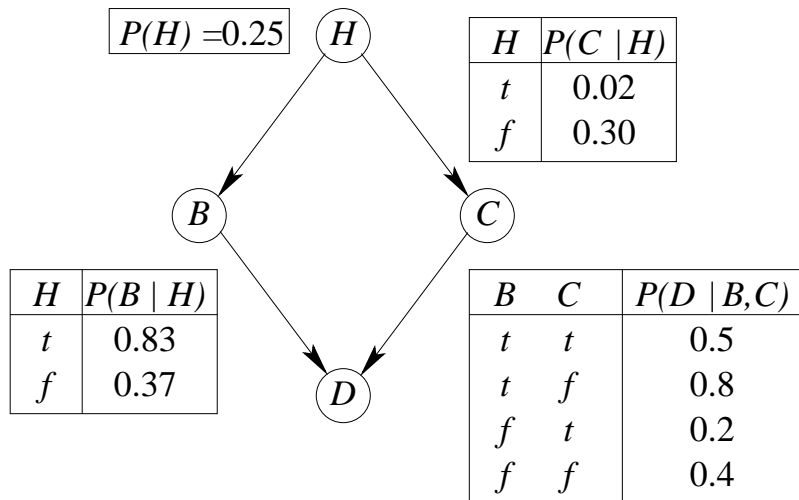 P(H) =0.25
H
H P(C | H)
t 0.02
f 0.30
B
C
H P(B | H)
t 0.83
f 0.37
D
B C P(D | B,C)
t t 0.5
t f 0.8
f t 0.2
f f 0.4